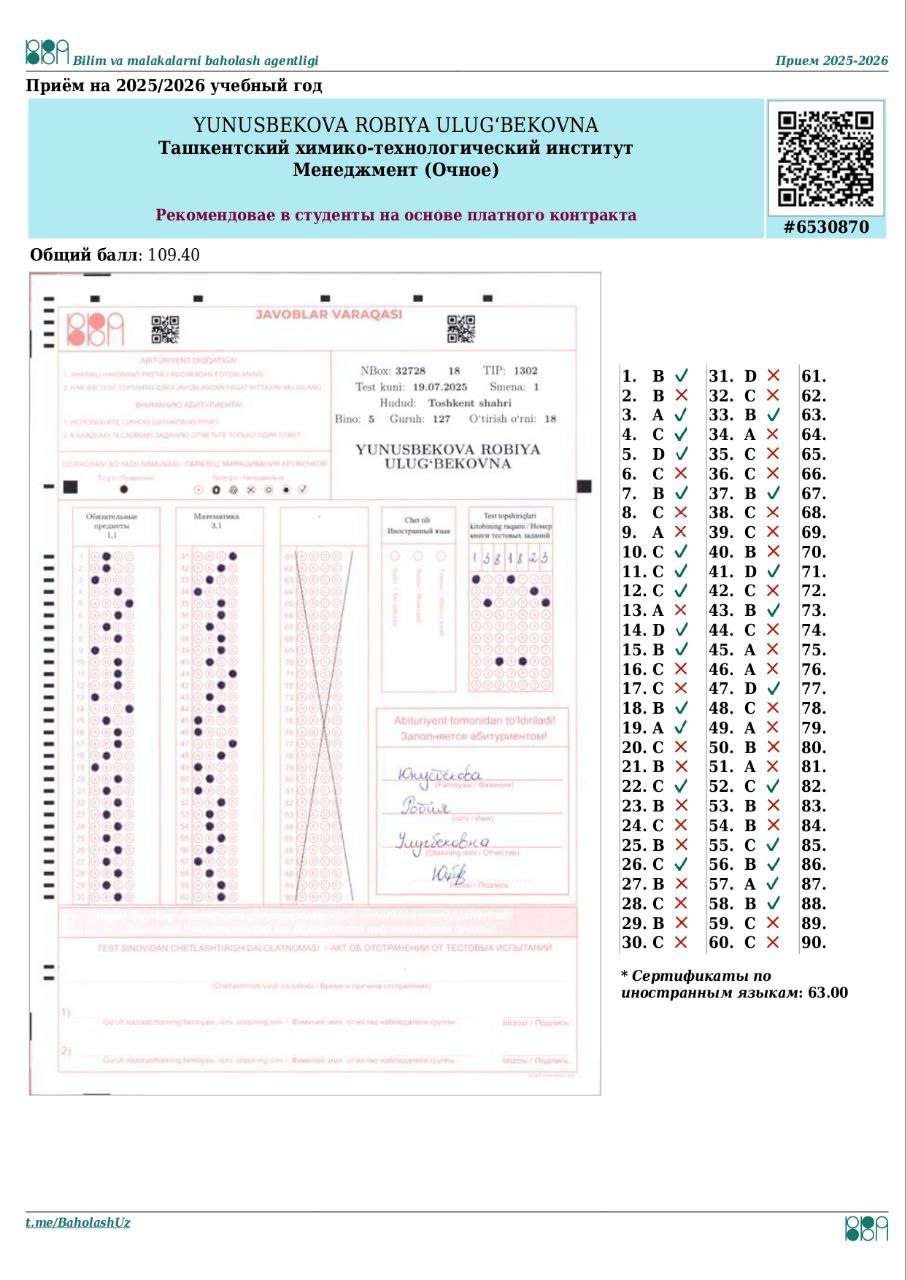 Bilim va malakalarni baholash agentligi
Прием 2025-2026
Приём на 2025/2026 учебный год
YUNUSBEKOVA ROBIYA ULUG‘BEKOVNA
Ташкентский химико-технологический институт
Менеджмент (Очное)
Рекомендовае в студенты на основе платного контракта
#6530870
Общий балл: 109.40
JAVOBLAR VARAQASI
ABITURIYENT DIQQATIGA!
ВНИМАНИЮ АБИТУРИЕНТА!
NBox: 32728 18 TIP: 1302
Test kuni: 19.07.2025 Smena: 1
Hudud: Toshkent shahri
Bino: 5 Guruh: 127 O‘tirish o‘rni: 18
YUNUSBEKOVA ROBIYA
ULUG‘BEKOVNA
Обязательные
предметы
1,1
Математика
3,1
-
Chet tili
Иностранный язык
Test topshiriqlari
kitobining raqami / Номер
книги тестовых заданий
1 3 8 1 8 2 3
Abituriyent tomonidan to‘ldiriladi!
Заполняется абитуриентом!
Юнусбекова
(Familiyasi / Фамилия)
Робия
(Ismi / Имя)
Улугбековна
(Otasining ismi / Отчество)
Imzosi / Подпись
TEST SINOVIDAN CHETLASHTIRISH DALOLATNOMASI / АКТ ОБ ОТСТРАНЕНИИ ОТ ТЕСТОВЫХ ИСПЫТАНИЙ
(Chetlashtirish vaqti va sababi - Время и причина отстранения)
1)
Guruh nazoratchisining familiyasi, ismi, otasining ismi / Фамилия, имя, отчество наблюдателя группы
Imzosi / Подпись
2)
Guruh nazoratchisining familiyasi, ismi, otasining ismi / Фамилия, имя, отчество наблюдателя группы
Imzosi / Подпись
1. B ✓ 31. D ✕ 61.
2. B ✕ 32. C ✕ 62.
3. A ✓ 33. B ✓ 63.
4. C ✓ 34. A ✕ 64.
5. D ✓ 35. C ✕ 65.
6. C ✕ 36. C ✕ 66.
7. B ✓ 37. B ✓ 67.
8. C ✕ 38. C ✕ 68.
9. A ✕ 39. C ✕ 69.
10. C ✓ 40. B ✕ 70.
11. C ✓ 41. D ✓ 71.
12. C ✓ 42. C ✕ 72.
13. A ✕ 43. B ✓ 73.
14. D ✓ 44. C ✕ 74.
15. B ✓ 45. A ✕ 75.
16. C ✕ 46. A ✕ 76.
17. C ✕ 47. D ✓ 77.
18. B ✓ 48. C ✕ 78.
19. A ✓ 49. A ✕ 79.
20. C ✕ 50. B ✕ 80.
21. B ✕ 51. A ✕ 81.
22. C ✓ 52. C ✓ 82.
23. B ✕ 53. B ✕ 83.
24. C ✕ 54. B ✕ 84.
25. B ✕ 55. C ✓ 85.
26. C ✓ 56. B ✓ 86.
27. B ✕ 57. A ✓ 87.
28. C ✕ 58. B ✓ 88.
29. B ✕ 59. C ✕ 89.
30. C ✕ 60. C ✕ 90.
* Сертификаты по
иностранным языкам: 63.00
t.me/BaholashUz